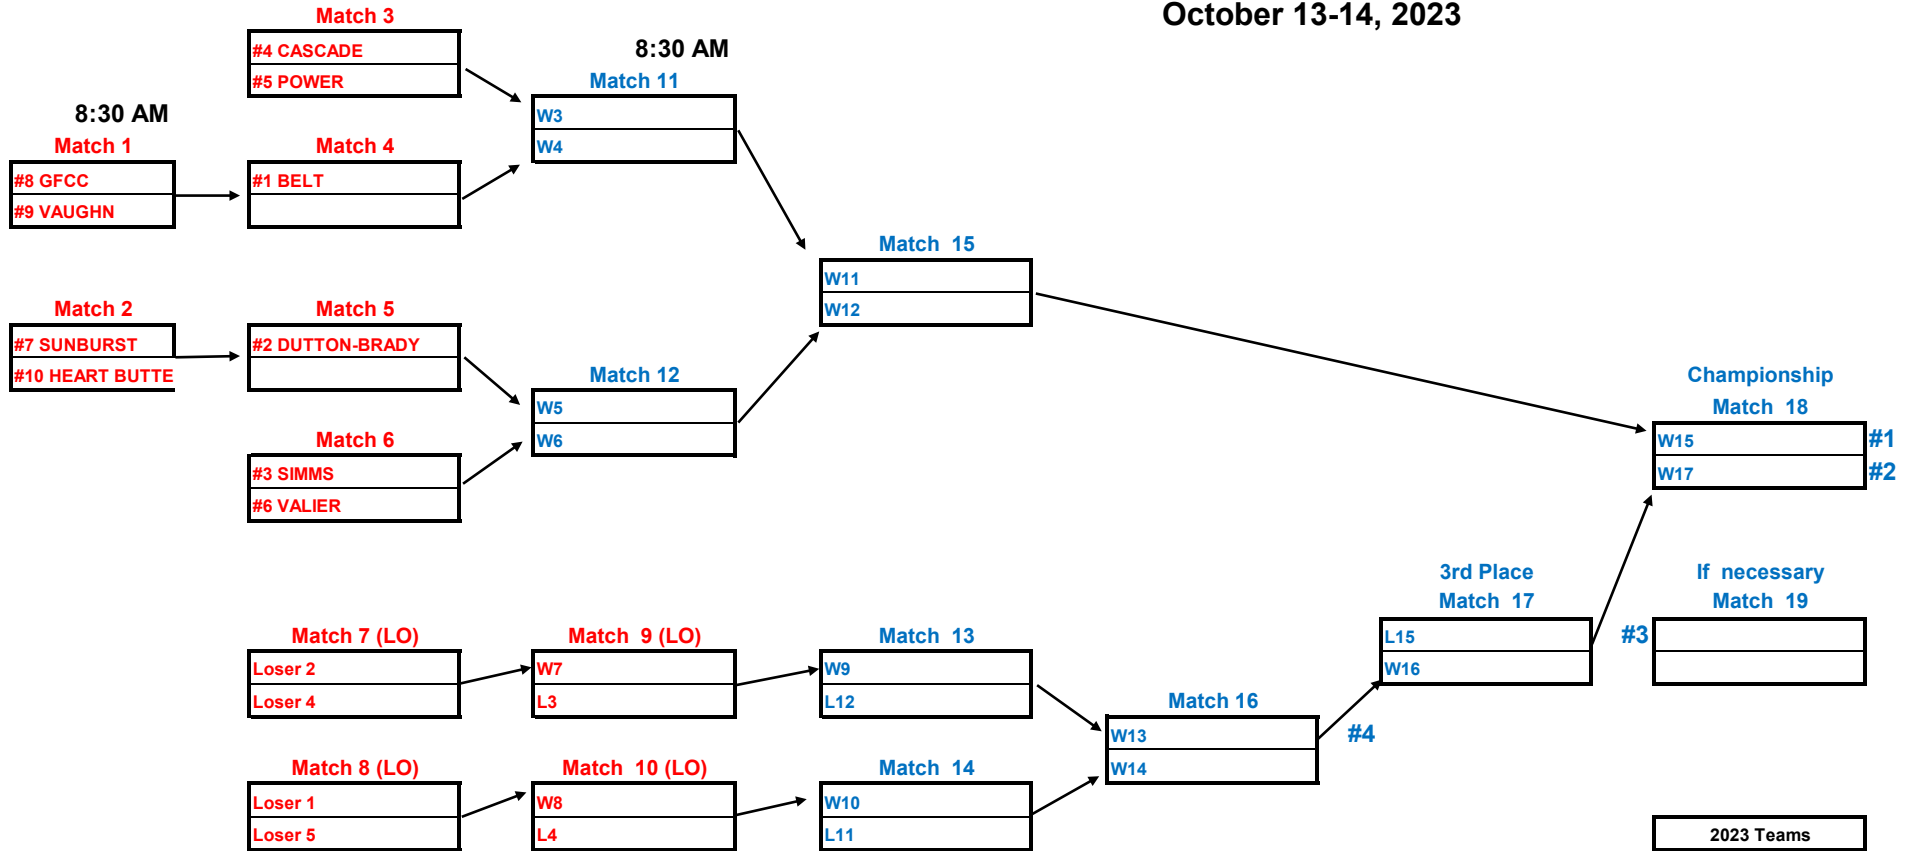 October 13-14, 2023
Match 3
#4 CASCADE
#5 POWER
8:30 AM
Match 11
W3
W4
8:30 AM
Match 1
#8 GFCC
#9 VAUGHN
Match 4
#1 BELT
Match 15
W11
W12
Match 2
#7 SUNBURST
#10 HEART BUTTE
Match 5
#2 DUTTON-BRADY
Match 12
W5
W6
Match 6
#3 SIMMS
#6 VALIER
Championship
Match 18
W15 #1
W17 #2
3rd Place
Match 17
L15 #3
W16
If necessary
Match 19
Match 7 (LO)
Loser 2
Loser 4
Match 9 (LO)
W7
L3
Match 13
W9
L12
Match 16
W13 #4
W14
Match 8 (LO)
Loser 1
Loser 5
Match 10 (LO)
W8
L4
Match 14
W10
L11
2023 Teams